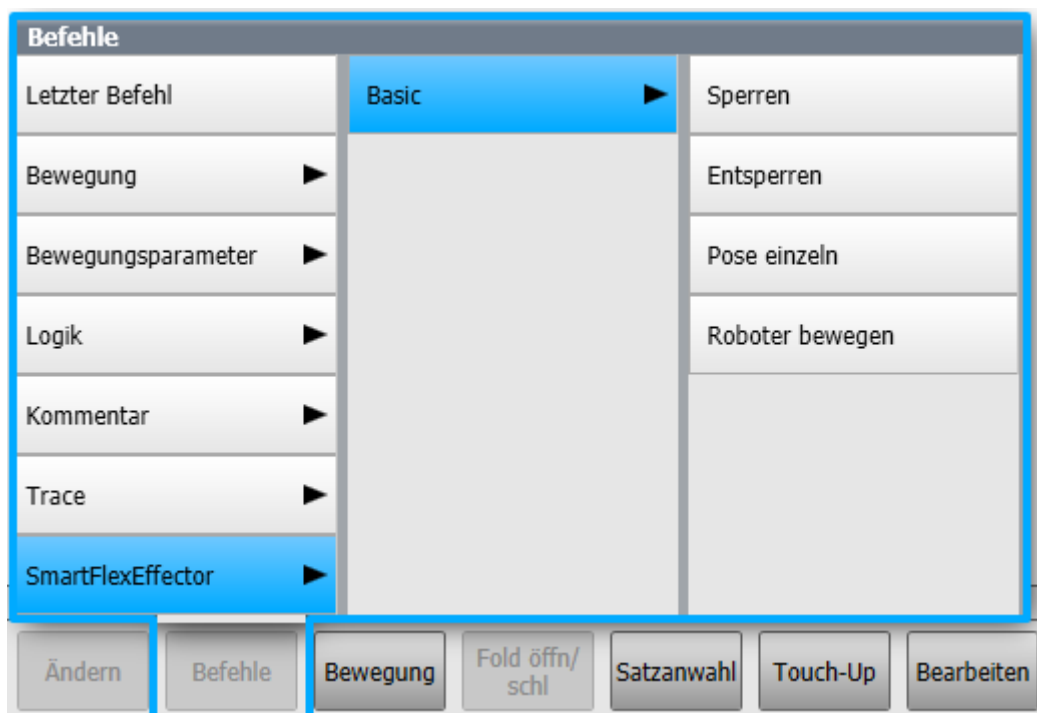 Befehle
Letzter Befehl
Basic
Sperren
Bewegung
Entsperren
Bewegungsparameter
Pose einzeln
Logik
Roboter bewegen
Kommentar
Trace
SmartFlexEffector
Ändern
Befehle
Bewegung
Fold öffn/
schl
Satzanwahl
Touch-Up
Bearbeiten